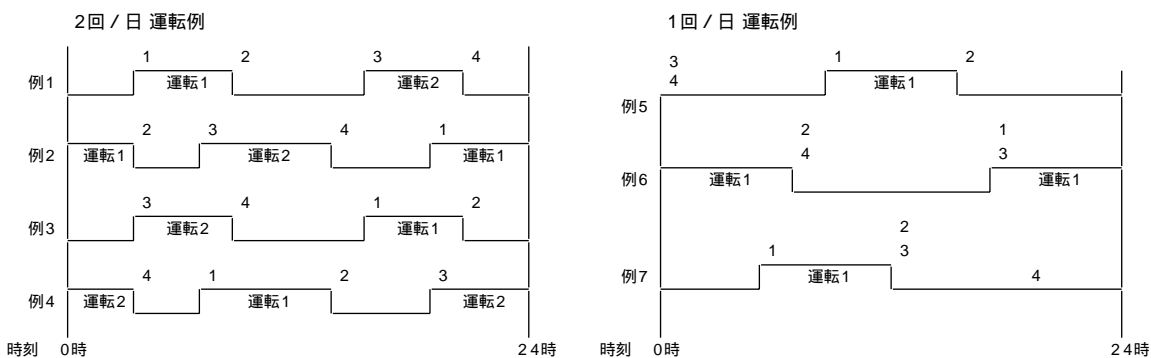 2回 / 日 運転例
1 2 3 4
例1 運転1 運転2
2 3 4 1
例2 運転1 運転2 運転1
3 4 1 2
例3 運転2 運転1
4 1 2 3
例4 運転2 運転1 運転2
時刻 0時 24時
1回 / 日 運転例
3 1 2
4 運転1
例5
2 1
4 3
例6 運転1 運転1
2
1 3
例7 運転1 4
時刻 0時 24時